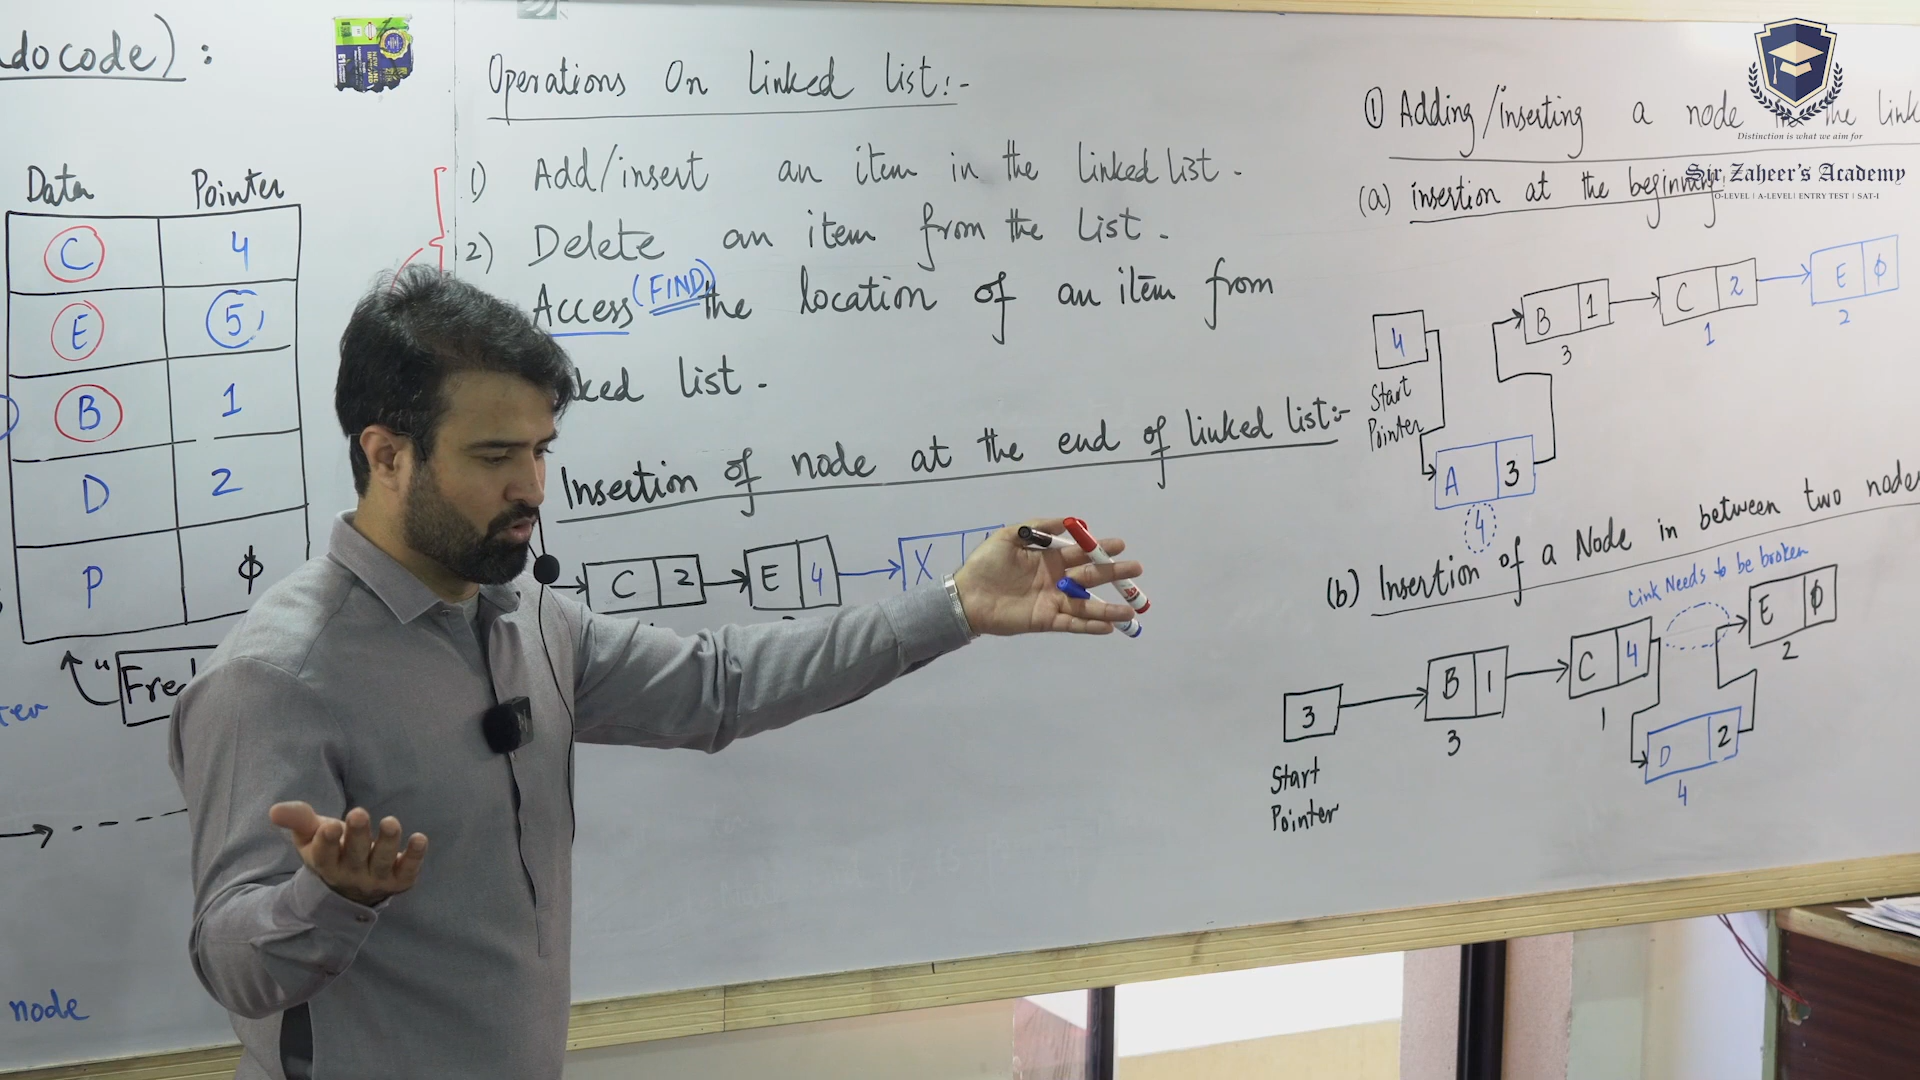 docode) :
Data Pointer
C 4
E 5
B 1
D 2
P φ
"Free
node
Operations On linked list:-
1) Add/insert an item in the linked list.
2) Delete an item from the list.
Access (FIND) the location of an item from
ked list.
Insertion of node at the end of linked list:-
C 2
E 4
X
① Adding/inserting a node in the link
(a) insertion at the beginning
4
Start
Pointer
A 3
4
B 1
3
C 2
1
E φ
2
(b) Insertion of a Node in between two nodes
Link Needs to be broken
3
Start
Pointer
B 1
3
C 4
1
D 2
4
E φ
2
Distinction is what we aim for
Sir Zaheer's Academy
O-LEVEL | A-LEVEL | ENTRY TEST | SAT-I